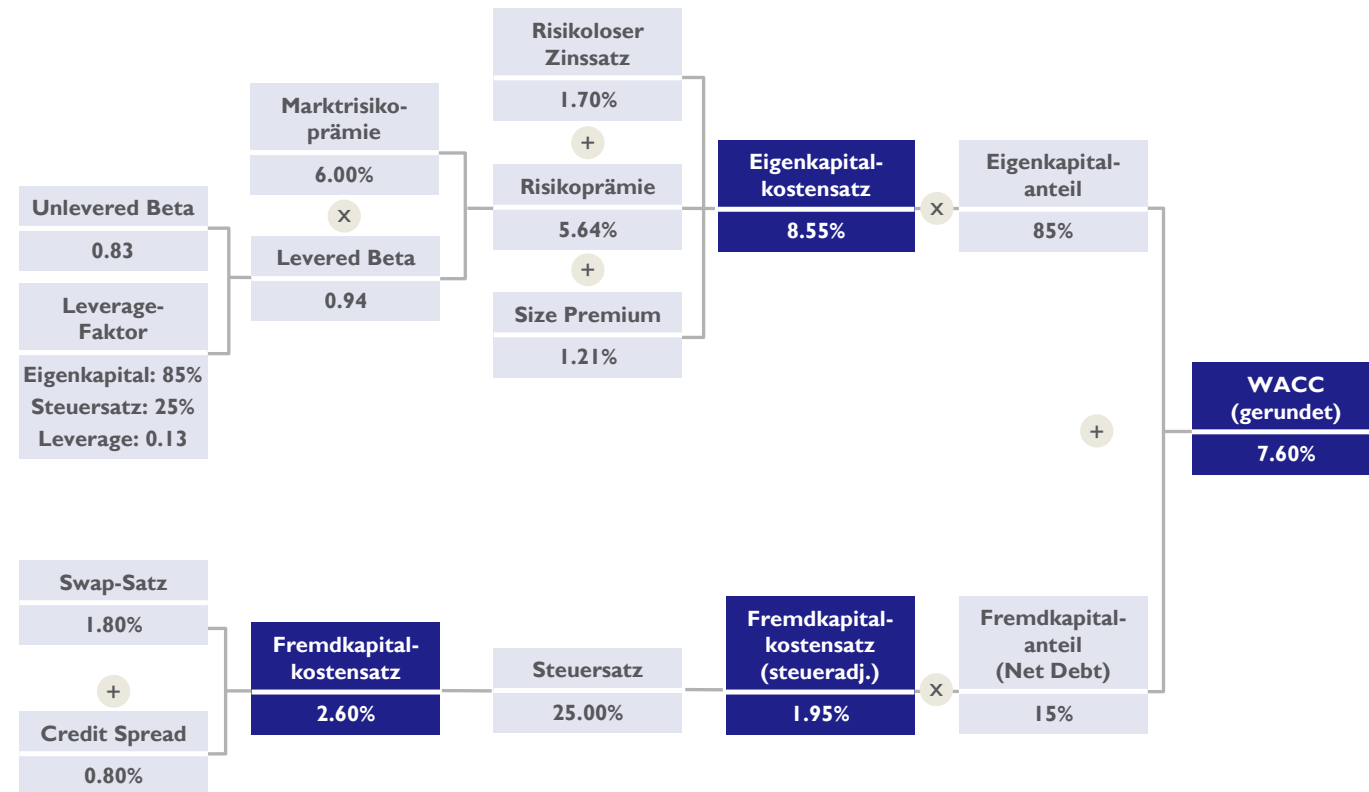 Unlevered Beta
0.83
Leverage-
Faktor
Eigenkapital: 85%
Steuersatz: 25%
Leverage: 0.13
Marktrisiko-
prämie
6.00%
x
Levered Beta
0.94
Risikoloser
Zinssatz
1.70%
+
Risikoprämie
5.64%
+
Size Premium
1.21%
Eigenkapital-
kostensatz
8.55%
x
Eigenkapital-
anteil
85%
+
WACC
(gerundet)
7.60%
Swap-Satz
1.80%
+
Credit Spread
0.80%
Fremdkapital-
kostensatz
2.60%
Steuersatz
25.00%
Fremdkapital-
kostensatz
(steueradj.)
1.95%
x
Fremdkapital-
anteil
(Net Debt)
15%